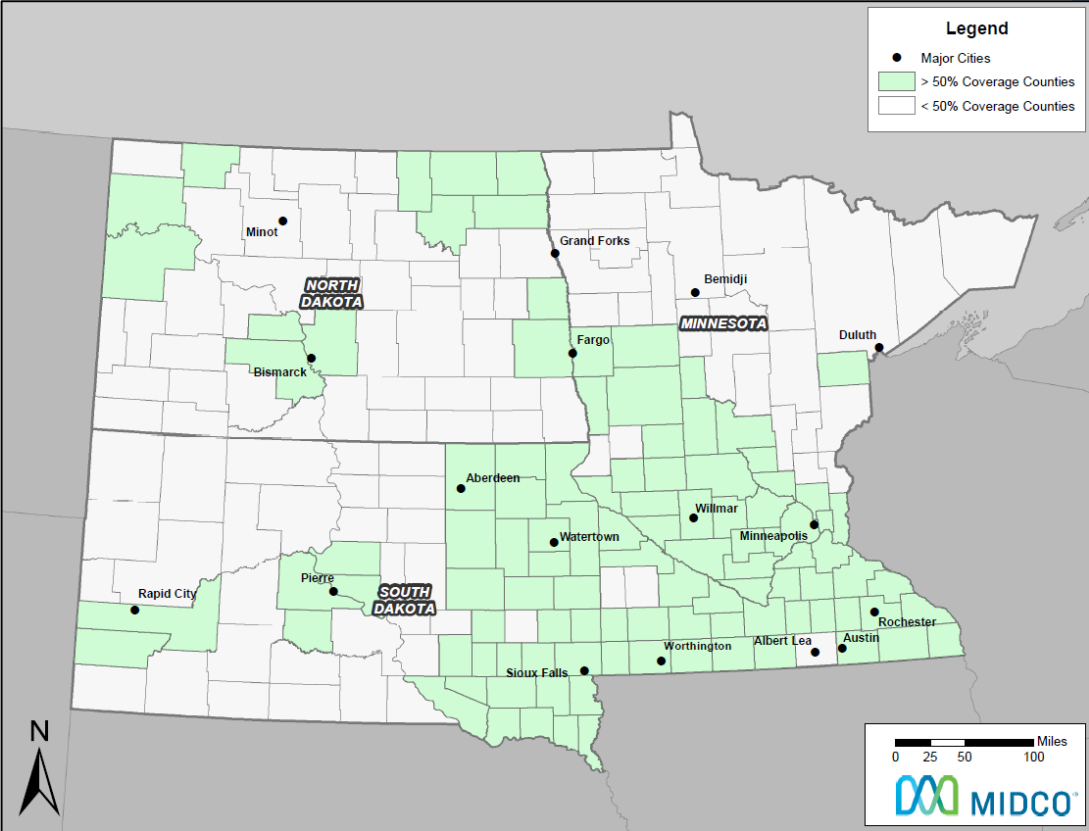 Legend
Major Cities
> 50% Coverage Counties
< 50% Coverage Counties
Minot
Grand Forks
Bemidji
NORTH
DAKOTA
MINNESOTA
Duluth
Fargo
Bismarck
Aberdeen
Willmar
Watertown
Minneapolis
Pierre
Rapid City
SOUTH
DAKOTA
Rochester
Albert Lea
Austin
Worthington
Sioux Falls
N
Miles
0 25 50 100
MIDCO